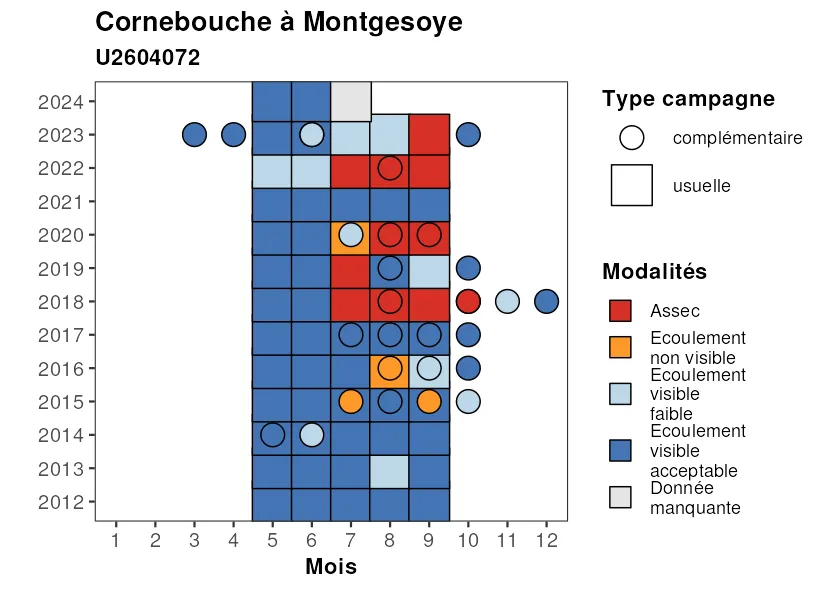 Cornebouche à Montgesoye
U2604072
2024
2023
2022
2021
2020
2019
2018
2017
2016
2015
2014
2013
2012
1 2 3 4 5 6 7 8 9 10 11 12
Mois
Type campagne
complémentaire
usuelle
Modalités
Assec
Ecoulement
non visible
Ecoulement
visible
faible
Ecoulement
visible
acceptable
Donnée
manquante